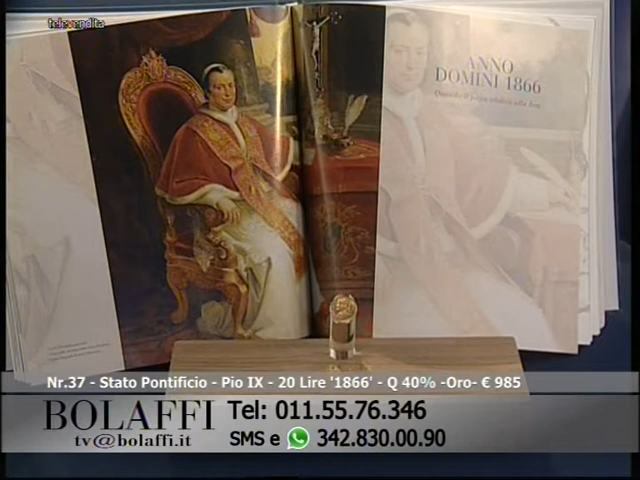 televendita
ANNO
DOMINI 1866
Nr.37 - Stato Pontificio - Pio IX - 20 Lire '1866' - Q 40% -Oro- € 985
BOLAFFI
tv@bolaffi.it
Tel: 011.55.76.346
SMS e 342.830.00.90